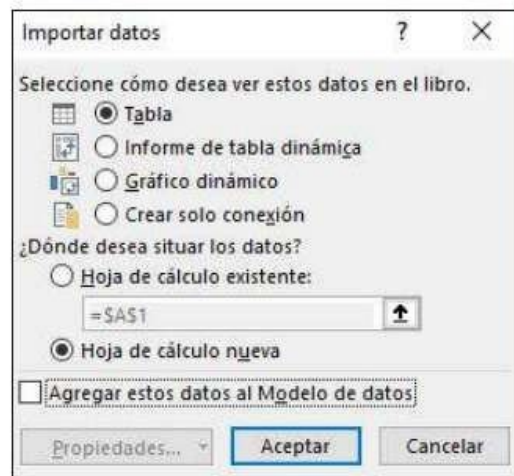 Importar datos ? ×
Seleccione cómo desea ver estos datos en el libro.
Tabla
Informe de tabla dinámica
Gráfico dinámico
Crear solo conexión
¿Dónde desea situar los datos?
Hoja de cálculo existente:
=$A$1
Hoja de cálculo nueva
Agregar estos datos al Modelo de datos
Propiedades... Aceptar Cancelar